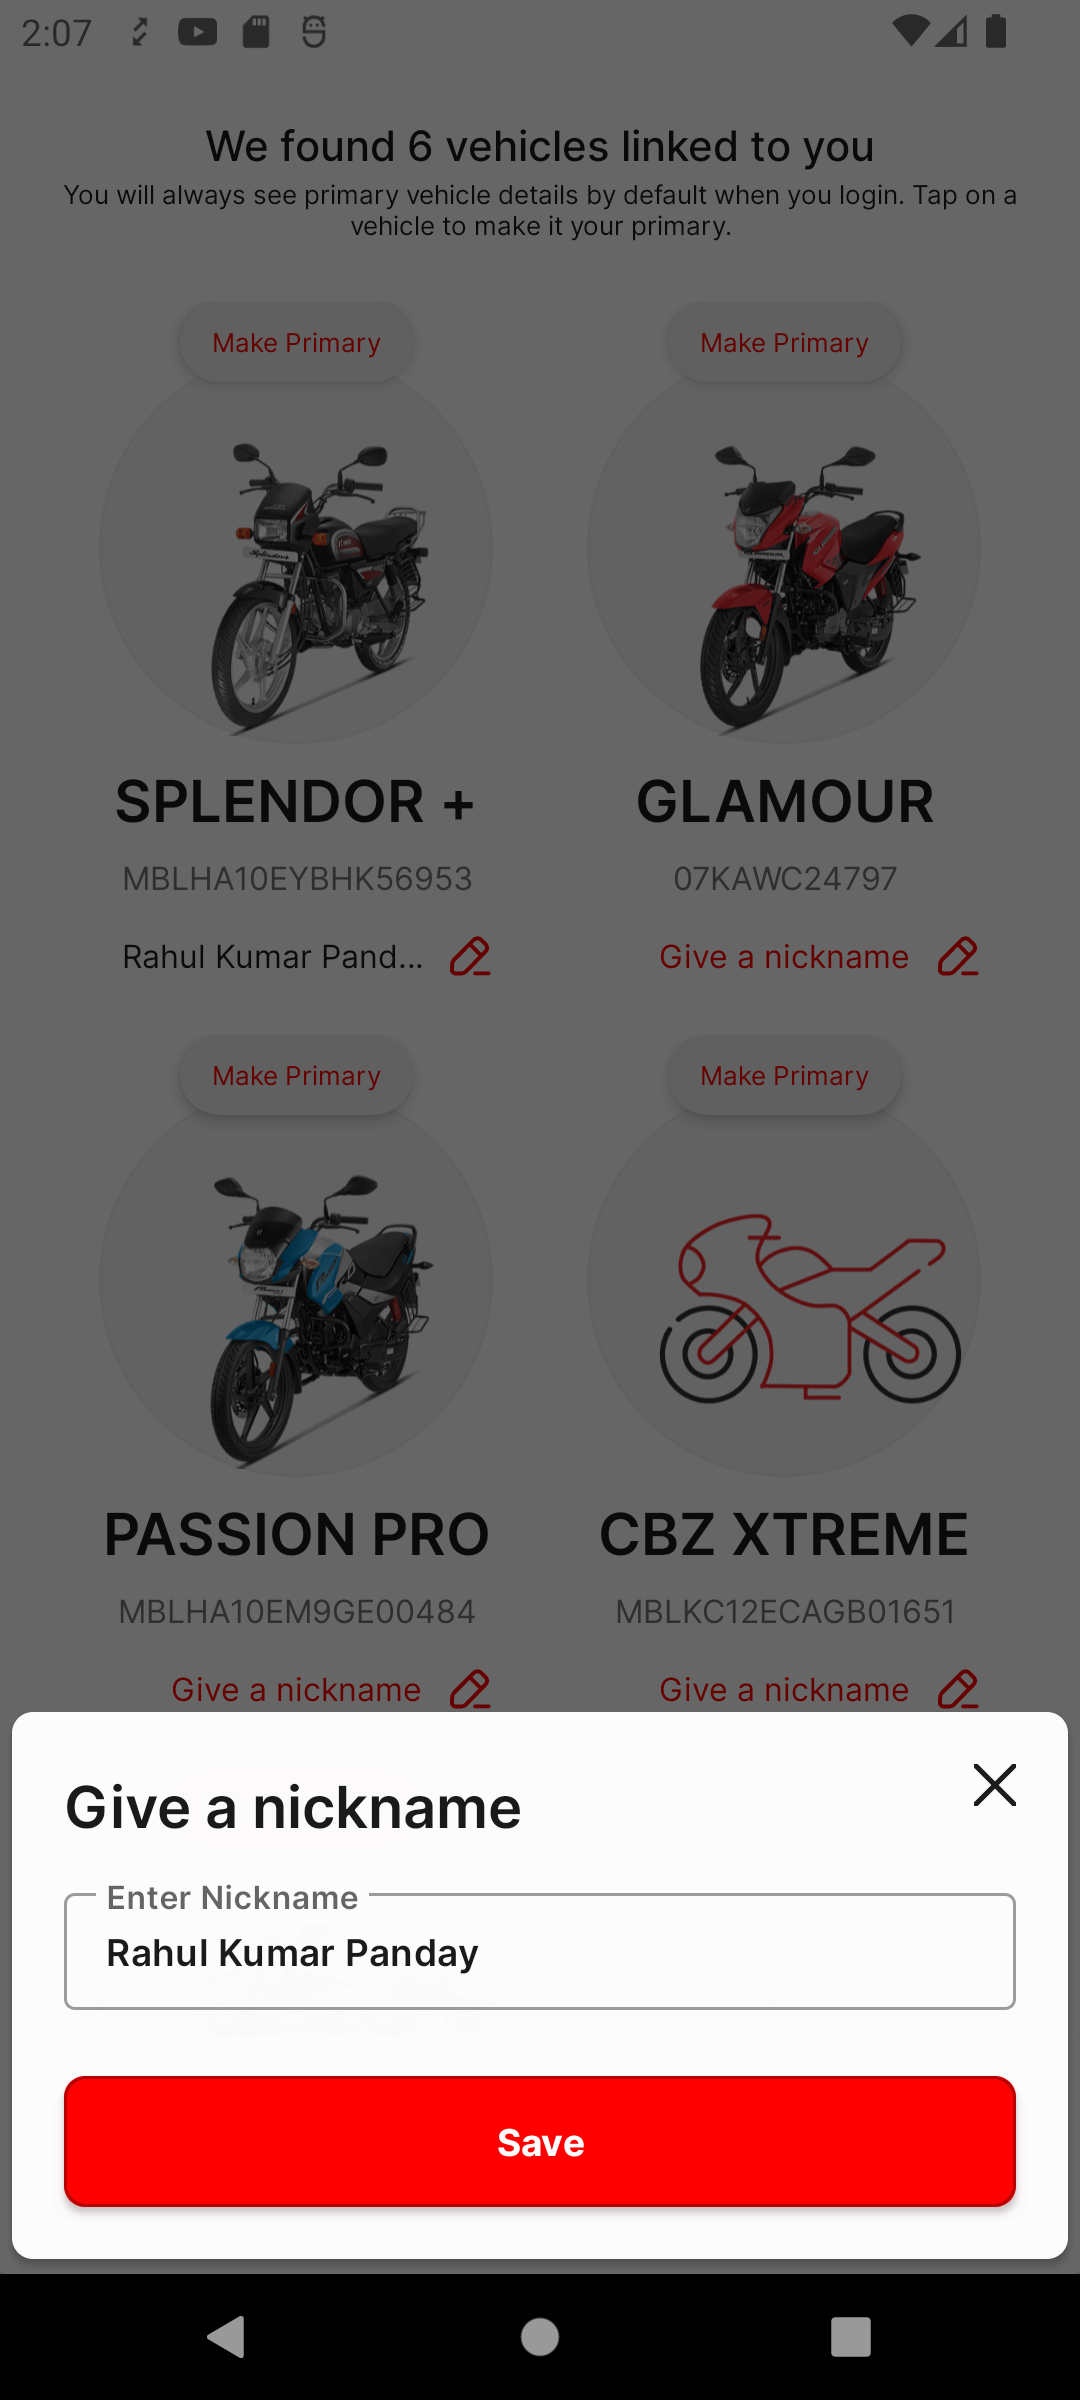 2:07
We found 6 vehicles linked to you
You will always see primary vehicle details by default when you login. Tap on a
vehicle to make it your primary.
Make Primary
Make Primary
Splendor+
GLAMOUR
SPLENDOR +
GLAMOUR
MBLHA10EYBHK56953
07KAWC24797
Rahul Kumar Pand...
Give a nickname
Make Primary
Make Primary
PASSION PRO
CBZ XTREME
MBLHA10EM9GE00484
MBLKC12ECAGB01651
Give a nickname
Give a nickname
Give a nickname
Enter Nickname
Rahul Kumar Panday
Save